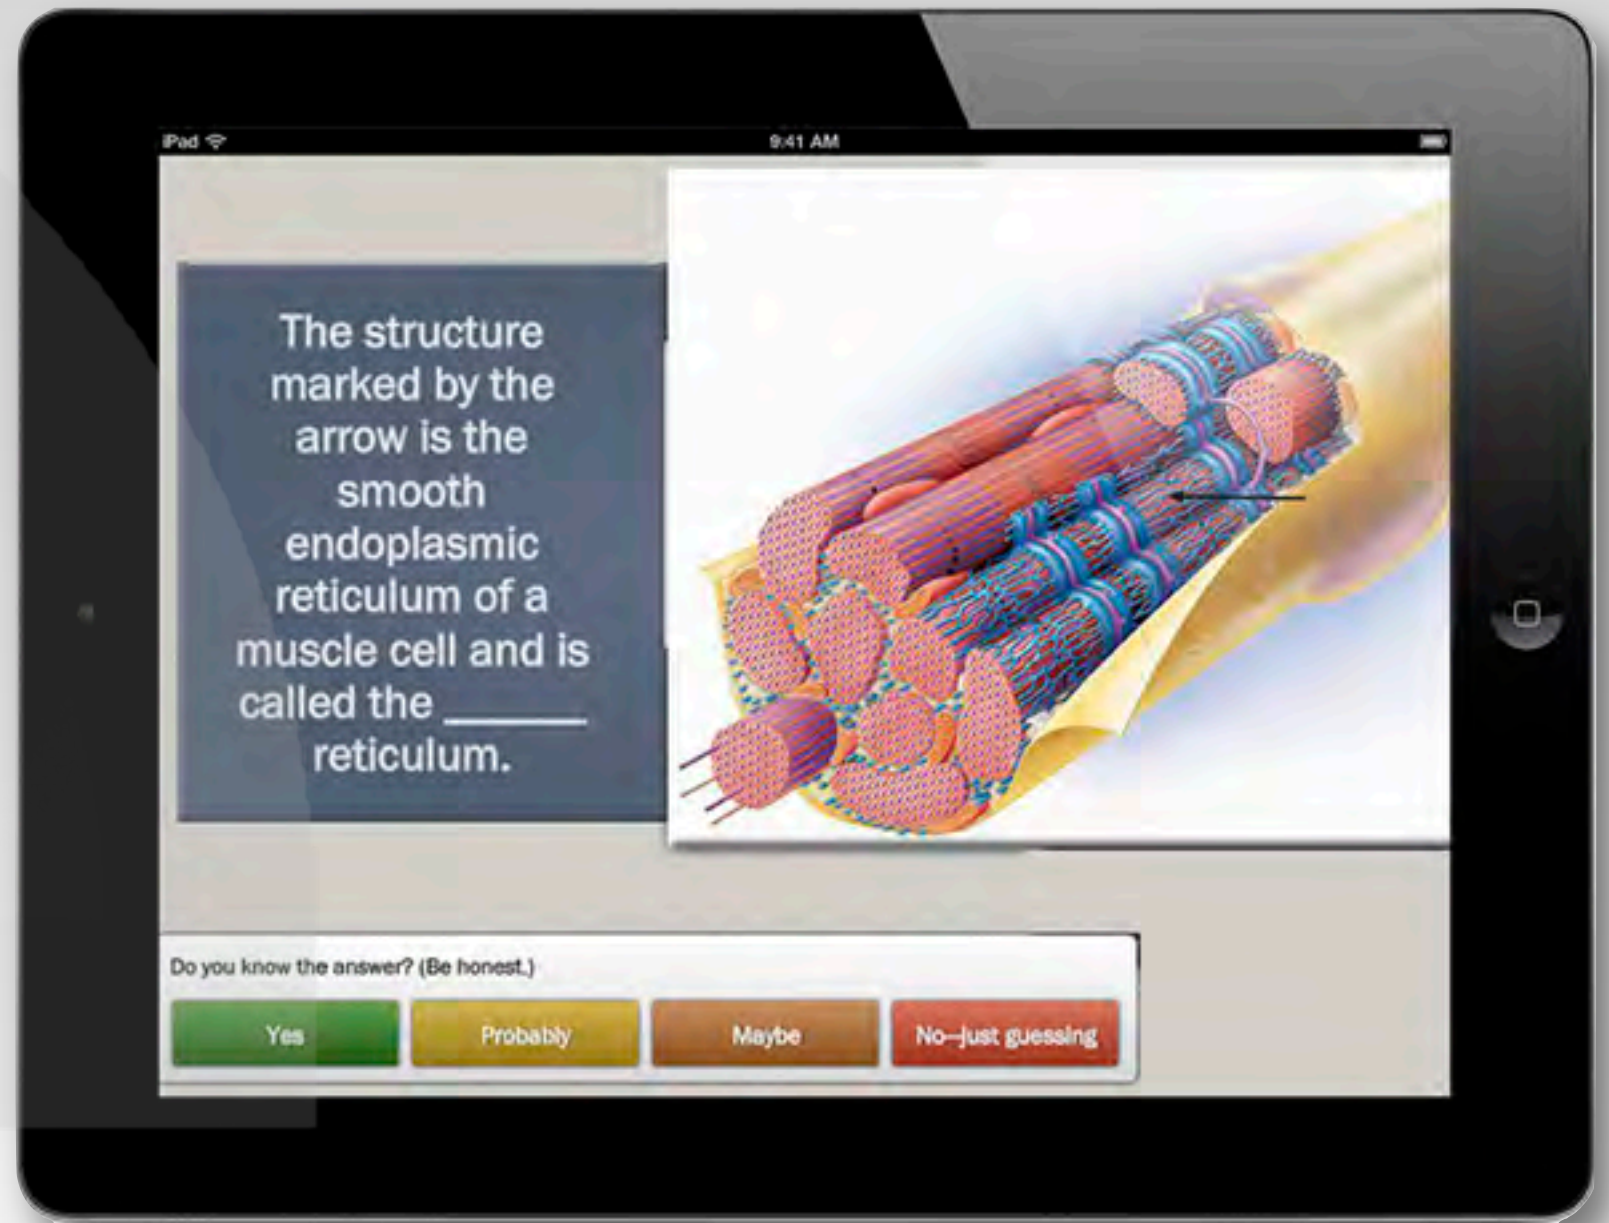 iPad
9:41 AM
The structure
marked by the
arrow is the
smooth
endoplasmic
reticulum of a
muscle cell and is
called the ______
reticulum.
Do you know the answer? (Be honest.)
Yes
Probably
Maybe
No—just guessing